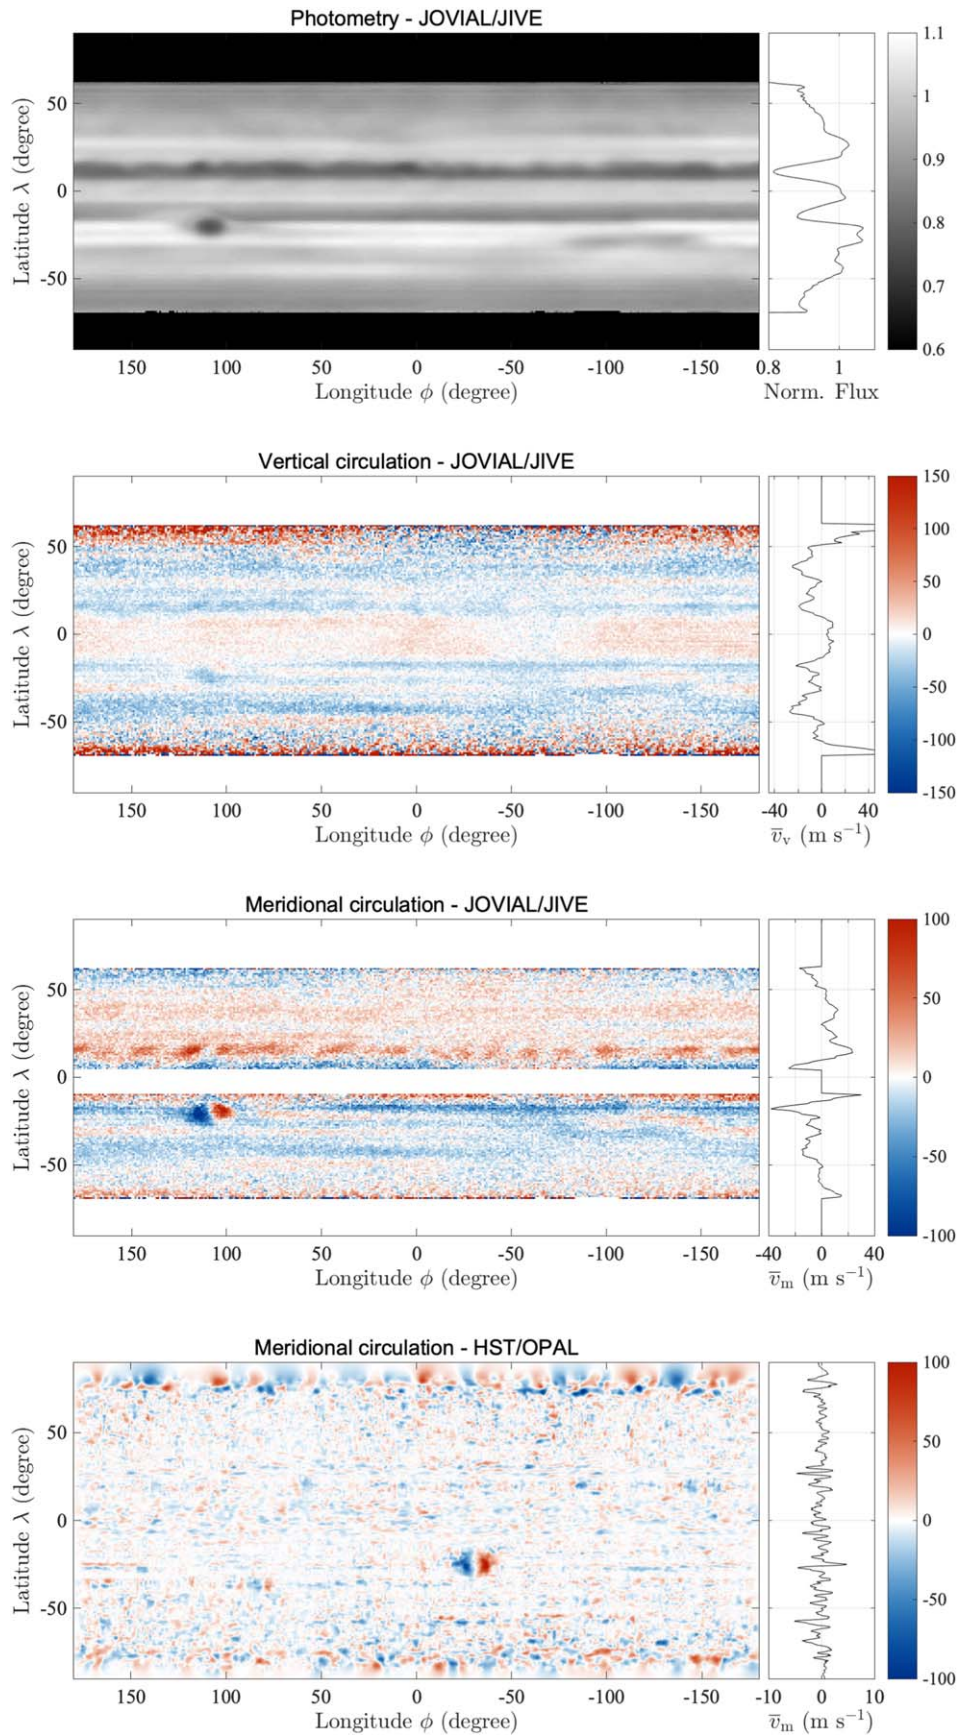 Photometry - JOVIAL/JIVE
1.1
50
1
Latitude λ (degree)
0
0.9
0.8
-50
0.7
0.6
150 100 50 0 -50 -100 -150 0.8 1
Longitude ϕ (degree) Norm. Flux
Vertical circulation - JOVIAL/JIVE
150
50
100
50
Latitude λ (degree)
0
0
-50
-50
-100
-150
150 100 50 0 -50 -100 -150 -40 0 40
Longitude ϕ (degree) v̅v (m s⁻¹)
Meridional circulation - JOVIAL/JIVE
100
50
50
Latitude λ (degree)
0
0
-50
-50
-100
150 100 50 0 -50 -100 -150 -40 0 40
Longitude ϕ (degree) v̅m (m s⁻¹)
Meridional circulation - HST/OPAL
100
50
50
Latitude λ (degree)
0
0
-50
-50
-100
150 100 50 0 -50 -100 -150 -10 0 10
Longitude ϕ (degree) v̅m (m s⁻¹)